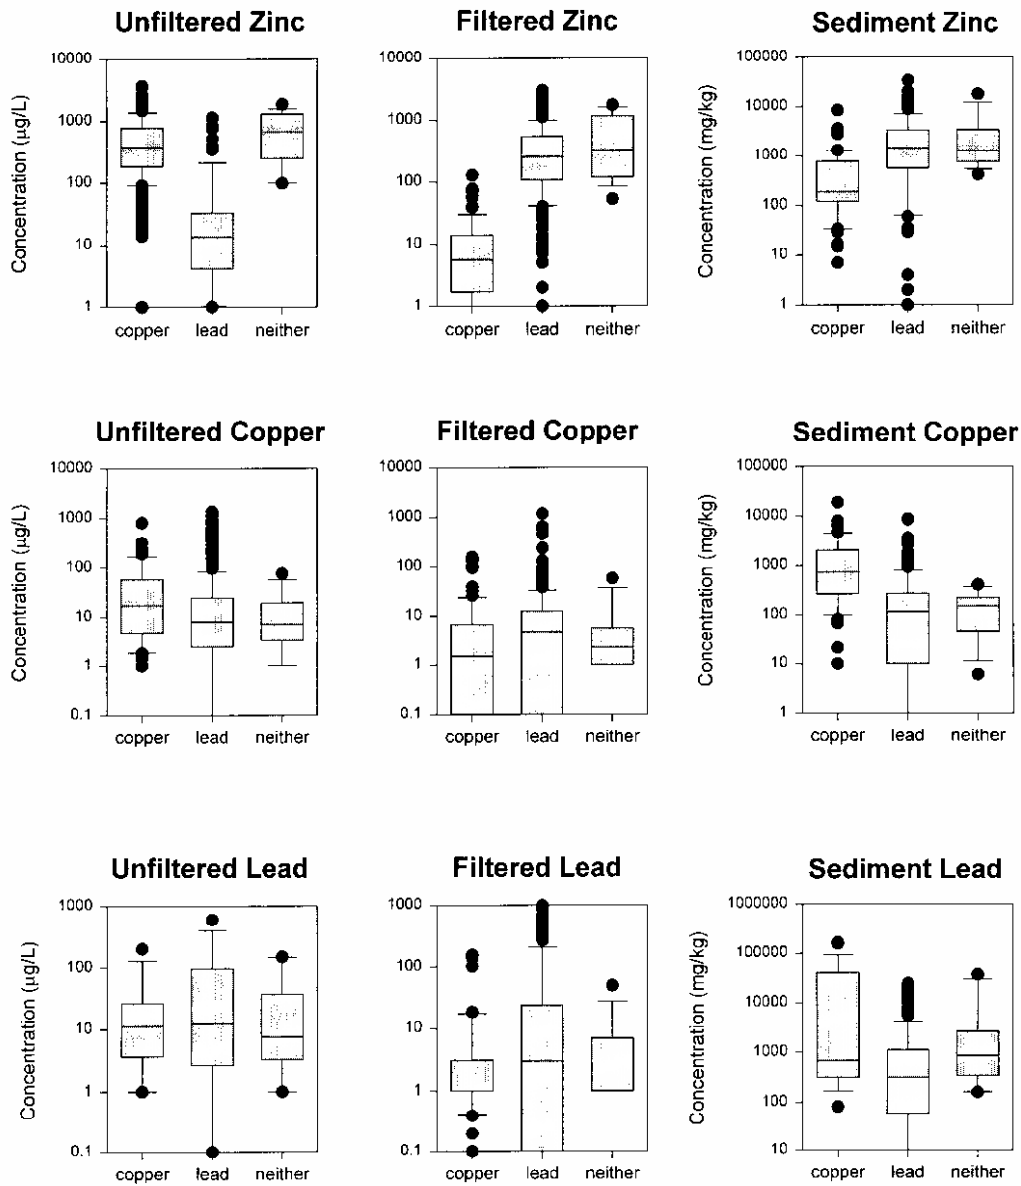 Unfiltered Zinc Filtered Zinc Sediment Zinc
Concentration (µg/L)
10000
1000
100
10
1
copper lead neither
10000
1000
100
10
1
copper lead neither
Concentration (mg/kg)
100000
10000
1000
100
10
1
copper lead neither
Unfiltered Copper Filtered Copper Sediment Copper
Concentration (µg/L)
10000
1000
100
10
1
0.1
copper lead neither
10000
1000
100
10
1
0.1
copper lead neither
Concentration (mg/kg)
100000
10000
1000
100
10
1
copper lead neither
Unfiltered Lead Filtered Lead Sediment Lead
Concentration (µg/L)
1000
100
10
1
0.1
copper lead neither
1000
100
10
1
0.1
copper lead neither
Concentration (mg/kg)
1000000
100000
10000
1000
100
10
copper lead neither